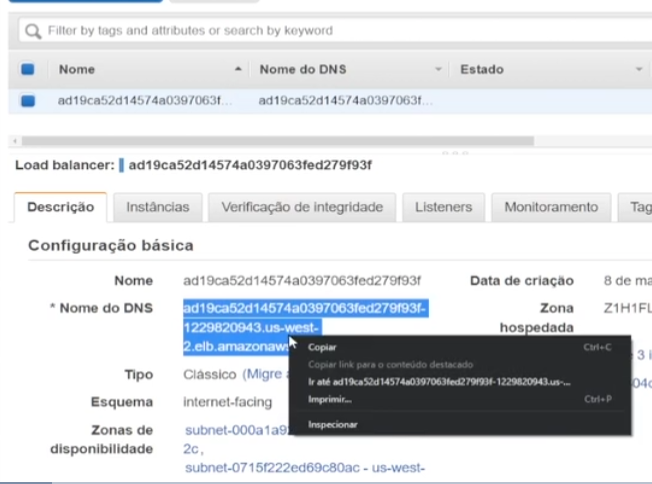 Filter by tags and attributes or search by keyword
Nome Nome do DNS Estado
ad19ca52d14574a0397063f... ad19ca52d14574a0397063f...
Load balancer: ad19ca52d14574a0397063fed279f93f
Descrição Instâncias Verificação de integridade Listeners Monitoramento Tag
Configuração básica
Nome ad19ca52d14574a0397063fed279f93f Data de criação 8 de ma
* Nome do DNS ad19ca52d14574a0397063fed279f93f- Zona Z1H1FL
1229820943.us-west- hospedada
2.elb.amazonaws
Copiar Ctrl+C
Copiar link para o conteúdo destacado
Ir até ad19ca52d14574a0397063fed279f93f-1229820943.us-...
Imprimir... Ctrl+P
Inspecionar
3 i
04c
Tipo Clássico (Migre a
Esquema internet-facing
Zonas de subnet-000a1a92
disponibilidade 2c,
subnet-0715f222ed69c80ac - us-west-